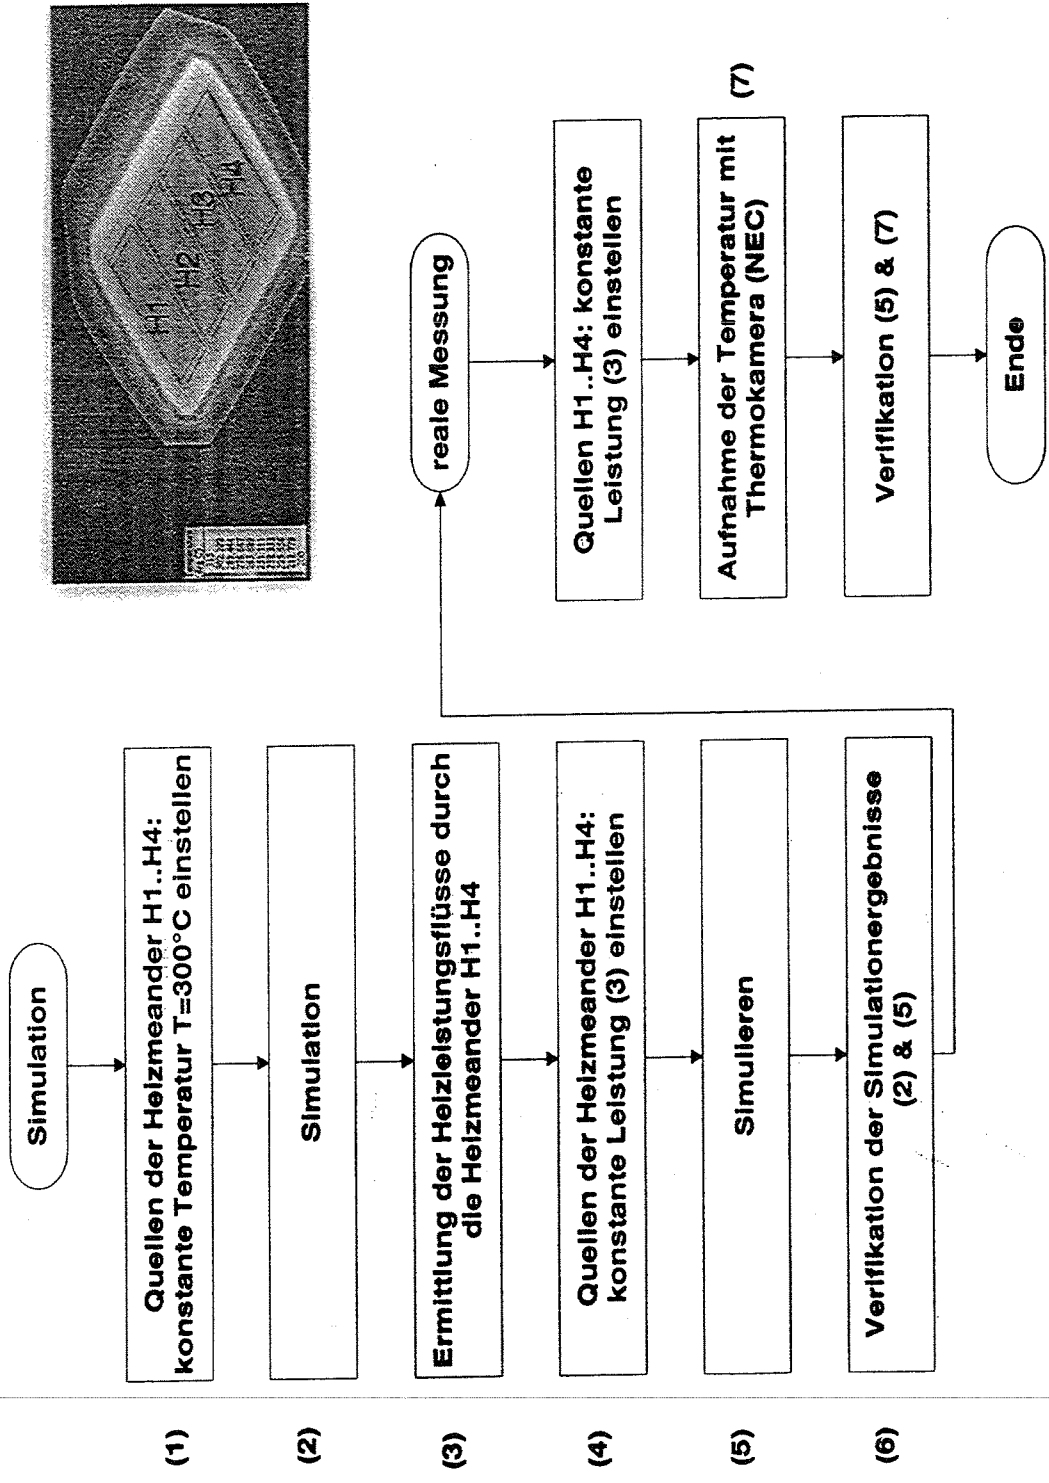 Simulation
(1)
Quellen der Heizmeander H1..H4:
konstante Temperatur T=300°C einstellen
(2)
Simulation
(3)
Ermittlung der Heizleistungsflüsse durch
die Heizmeander H1..H4
(4)
Quellen der Heizmeander H1..H4:
konstante Leistung (3) einstellen
(5)
Simulieren
(6)
Verifikation der Simulationergebnisse
(2) & (5)
H1
H2
H3
H4
reale Messung
Quellen H1..H4: konstante
Leistung (3) einstellen
Aufnahme der Temperatur mit
Thermokamera (NEC)
(7)
Verifikation (5) & (7)
Ende